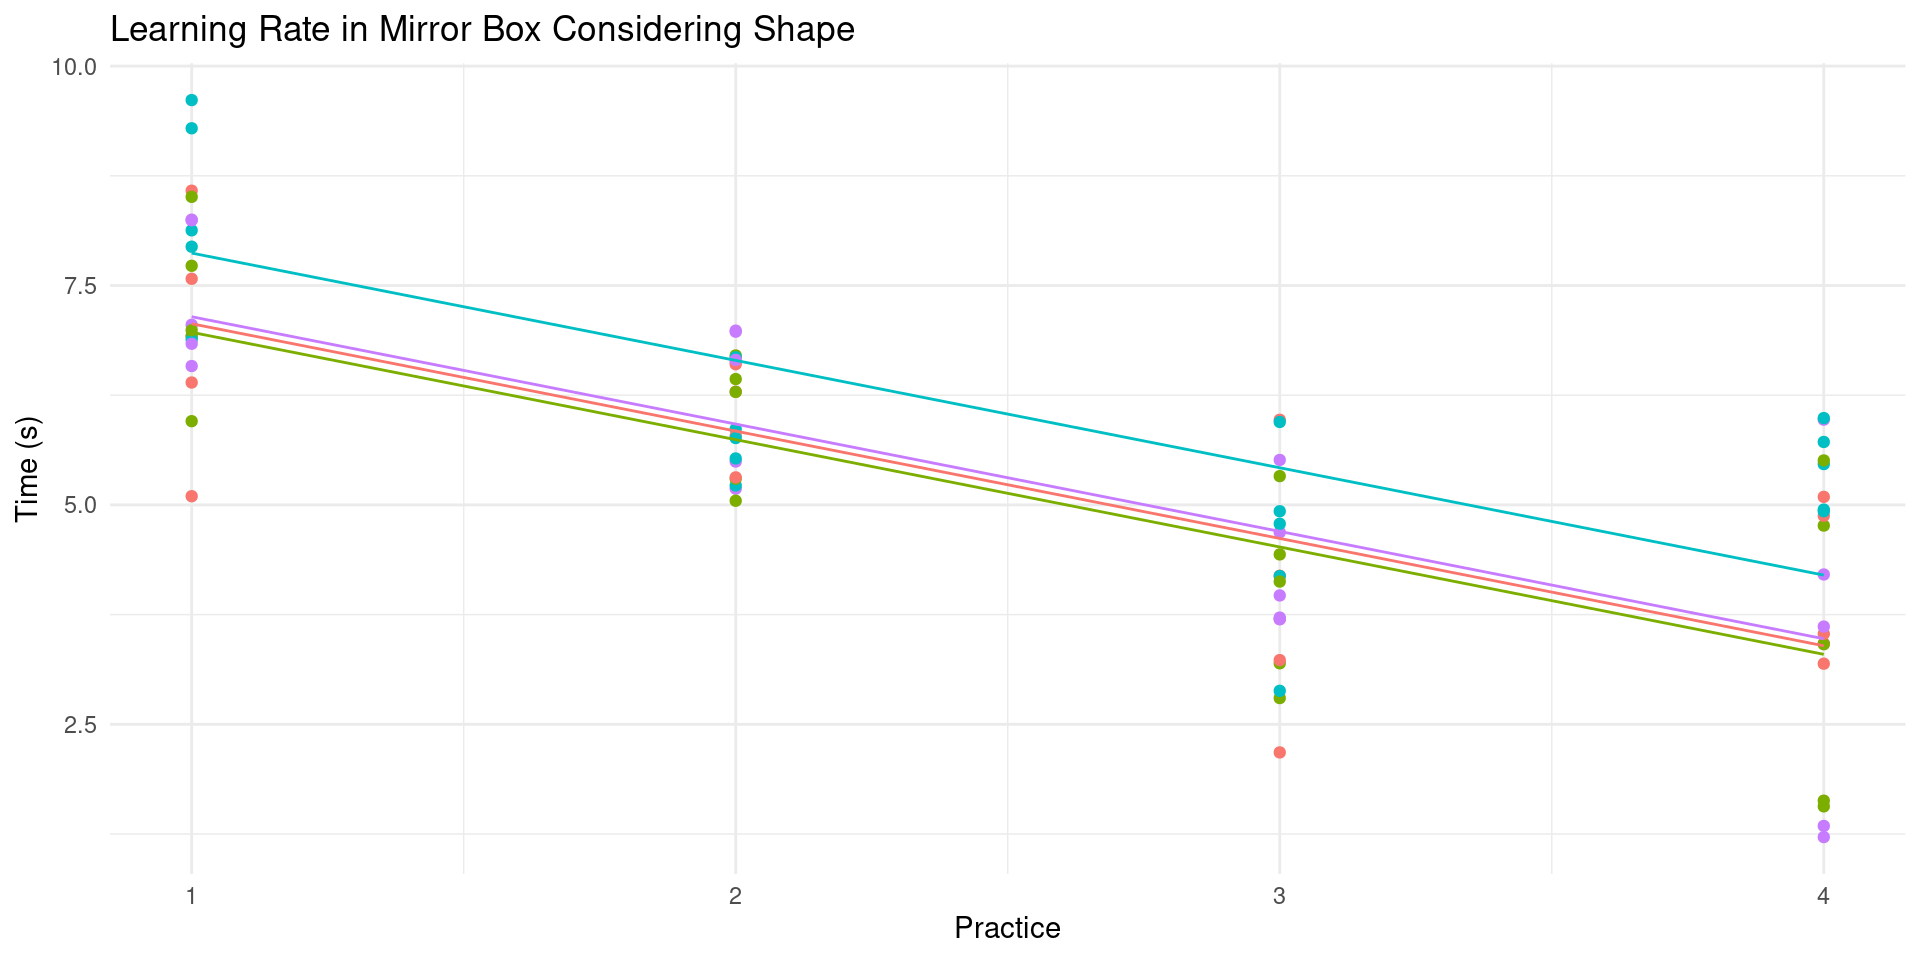 Learning Rate in Mirror Box Considering Shape
10.0
7.5
5.0
2.5
Time (s)
1 2 3 4
Practice